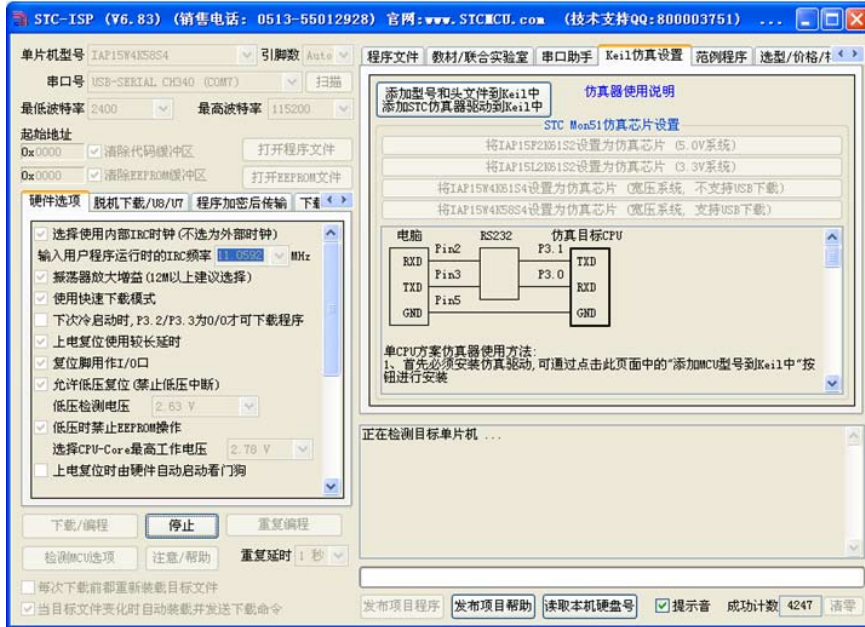 STC-ISP (V6.83) (销售电话: 0513-55012928) 官网:www.STCMCU.com (技术支持QQ:800003751) ...
单片机型号 IAP15W4K58S4 引脚数 Auto
串口号 USB-SERIAL CH340 (COM7) 扫描
最低波特率 2400 最高波特率 115200
起始地址
0x0000 清除代码缓冲区 打开程序文件
0x0000 清除EEPROM缓冲区 打开EEPROM文件
硬件选项 脱机下载/U8/U7 程序加密后传输
选择使用内部IRC时钟(不选为外部时钟)
输入用户程序运行时的IRC频率 11.0592 MHz
振荡器放大增益(12M以上建议选择)
使用快速下载模式
下次冷启动时,P3.2/P3.3为0/0才可下载程序
上电复位使用较长延时
复位脚用作I/O口
允许低压复位(禁止低压中断)
低压检测电压 2.63 V
低压时禁止EEPROM操作
选择CPU-Core最高工作电压 2.78 V
上电复位时由硬件自动启动看门狗
下载/编程 停止 重复编程
检测MCU选项 注意/帮助 重复延时 1 秒
每次下载前都重新装载目标文件
当目标文件变化时自动装载并发送下载命令
程序文件 教材/联合实验室 串口助手 Keil仿真设置 范例程序 选型/价格/
添加型号和头文件到Keil中
添加STC仿真器驱动到Keil中
仿真器使用说明
STC Mon51仿真芯片设置
将IAP15F2K61S2设置为仿真芯片 (5.0V系统)
将IAP15L2K61S2设置为仿真芯片 (3.3V系统)
将IAP15W4K61S4设置为仿真芯片 (宽压系统, 不支持USB下载)
将IAP15W4K58S4设置为仿真芯片 (宽压系统, 支持USB下载)
电脑 RS232 仿真目标CPU
RXD Pin2 P3.1 TXD
TXD Pin3 P3.0 RXD
GND Pin5 GND
单CPU方案仿真器使用方法:
1、首先必须安装仿真驱动,可通过点击此页面中的"添加MCU型号到Keil中"按
钮进行安装
正在检测目标单片机 ...
发布项目程序 发布项目帮助 读取本机硬盘号 提示音 成功计数 4247 清零